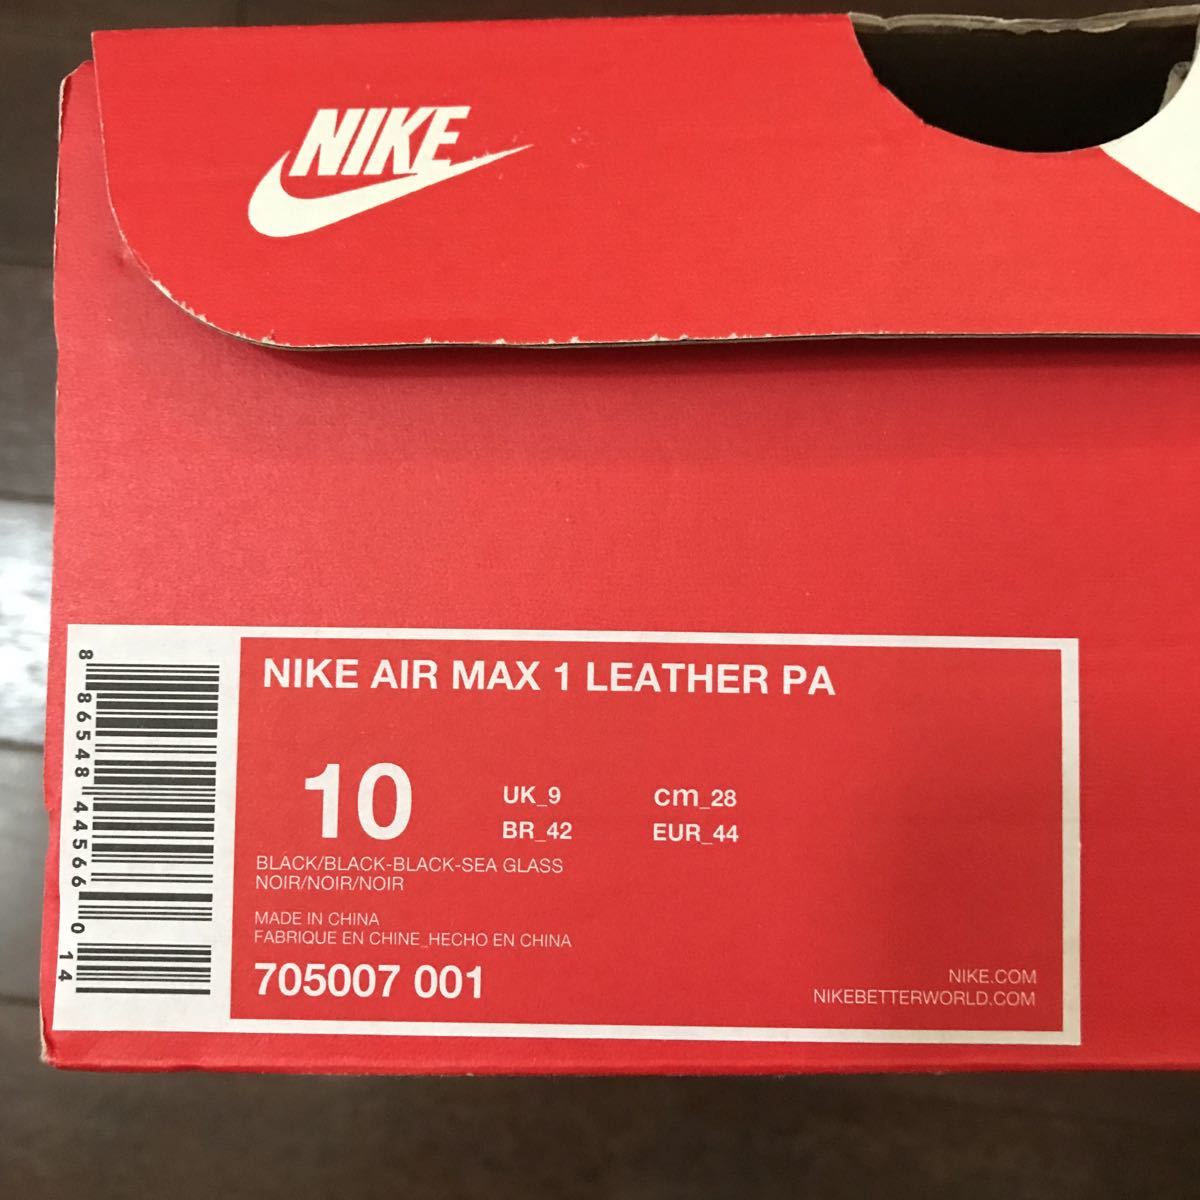 NIKE
NIKE AIR MAX 1 LEATHER PA
10
UK_9
cm_28
BR_42
EUR_44
BLACK/BLACK-BLACK-SEA GLASS
NOIR/NOIR/NOIR
MADE IN CHINA
FABRIQUE EN CHINE_HECHO EN CHINA
705007 001
NIKE.COM
NIKEBETTERWORLD.COM
8 86548 44566 0 14